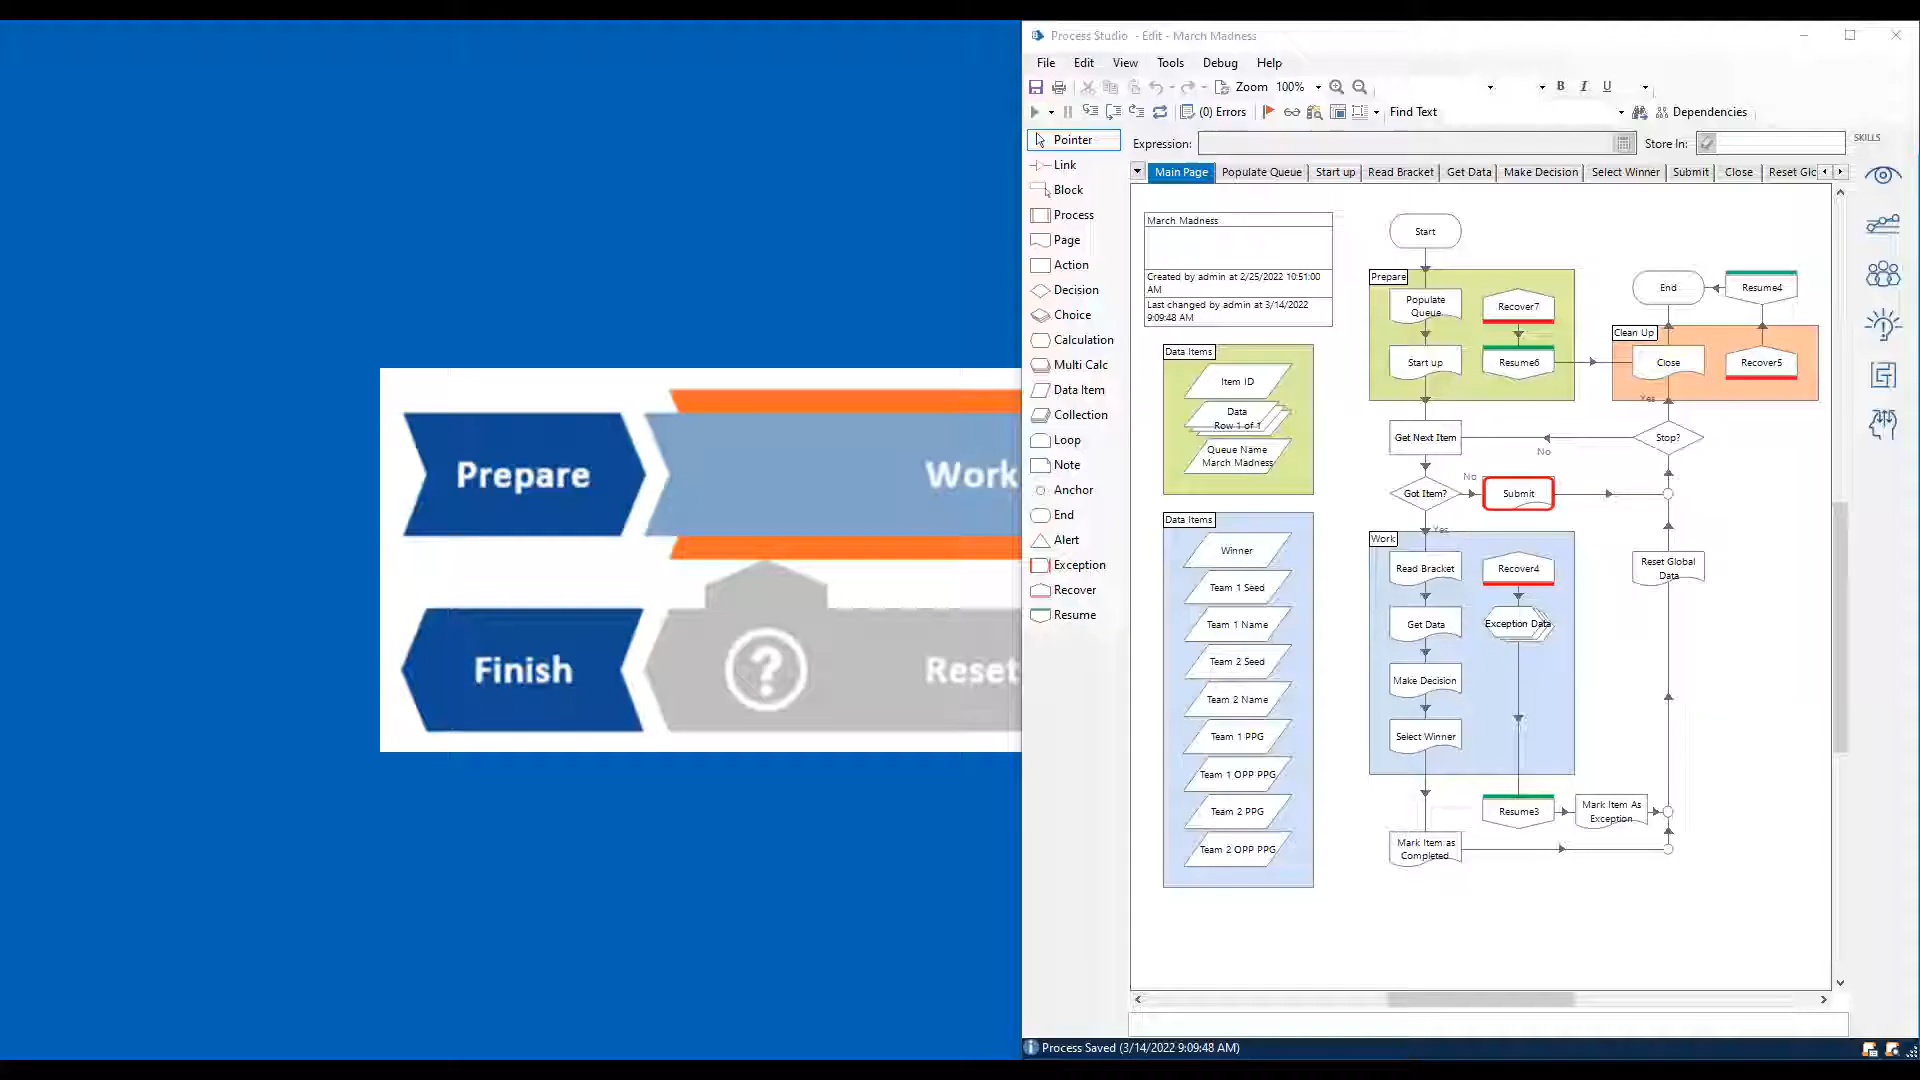 Process Studio  - Edit - March Madness
File Edit View Tools Debug Help
Zoom 100% B I U
(0) Errors Find Text Dependencies
Pointer
Link
Block
Process
Page
Action
Decision
Choice
Calculation
Multi Calc
Data Item
Collection
Loop
Note
Anchor
End
Alert
Exception
Recover
Resume
Expression: Store In: SKILLS
Main Page Populate Queue Start up Read Bracket Get Data Make Decision Select Winner Submit Close Reset Glc
March Madness
Created by admin at 2/25/2022 10:51:00
AM
Last changed by admin at 3/14/2022
9:09:48 AM
Data Items
Item ID
Data
Row 1 of 1
Queue Name
March Madness
Data Items
Winner
Team 1 Seed
Team 1 Name
Team 2 Seed
Team 2 Name
Team 1 PPG
Team 1 OPP PPG
Team 2 PPG
Team 2 OPP PPG
Start
Prepare
Populate
Queue
Recover7
Start up
Resume6
End
Resume4
Clean Up
Close
Recover5
Yes
Get Next Item
Stop?
No
Got Item?
No
Submit
Yes
Work
Read Bracket
Recover4
Get Data
Exception Data
Make Decision
Select Winner
Reset Global
Data
Resume3
Mark Item As
Exception
Mark Item as
Completed
Process Saved (3/14/2022 9:09:48 AM)
Prepare
Work
Finish
?
Reset